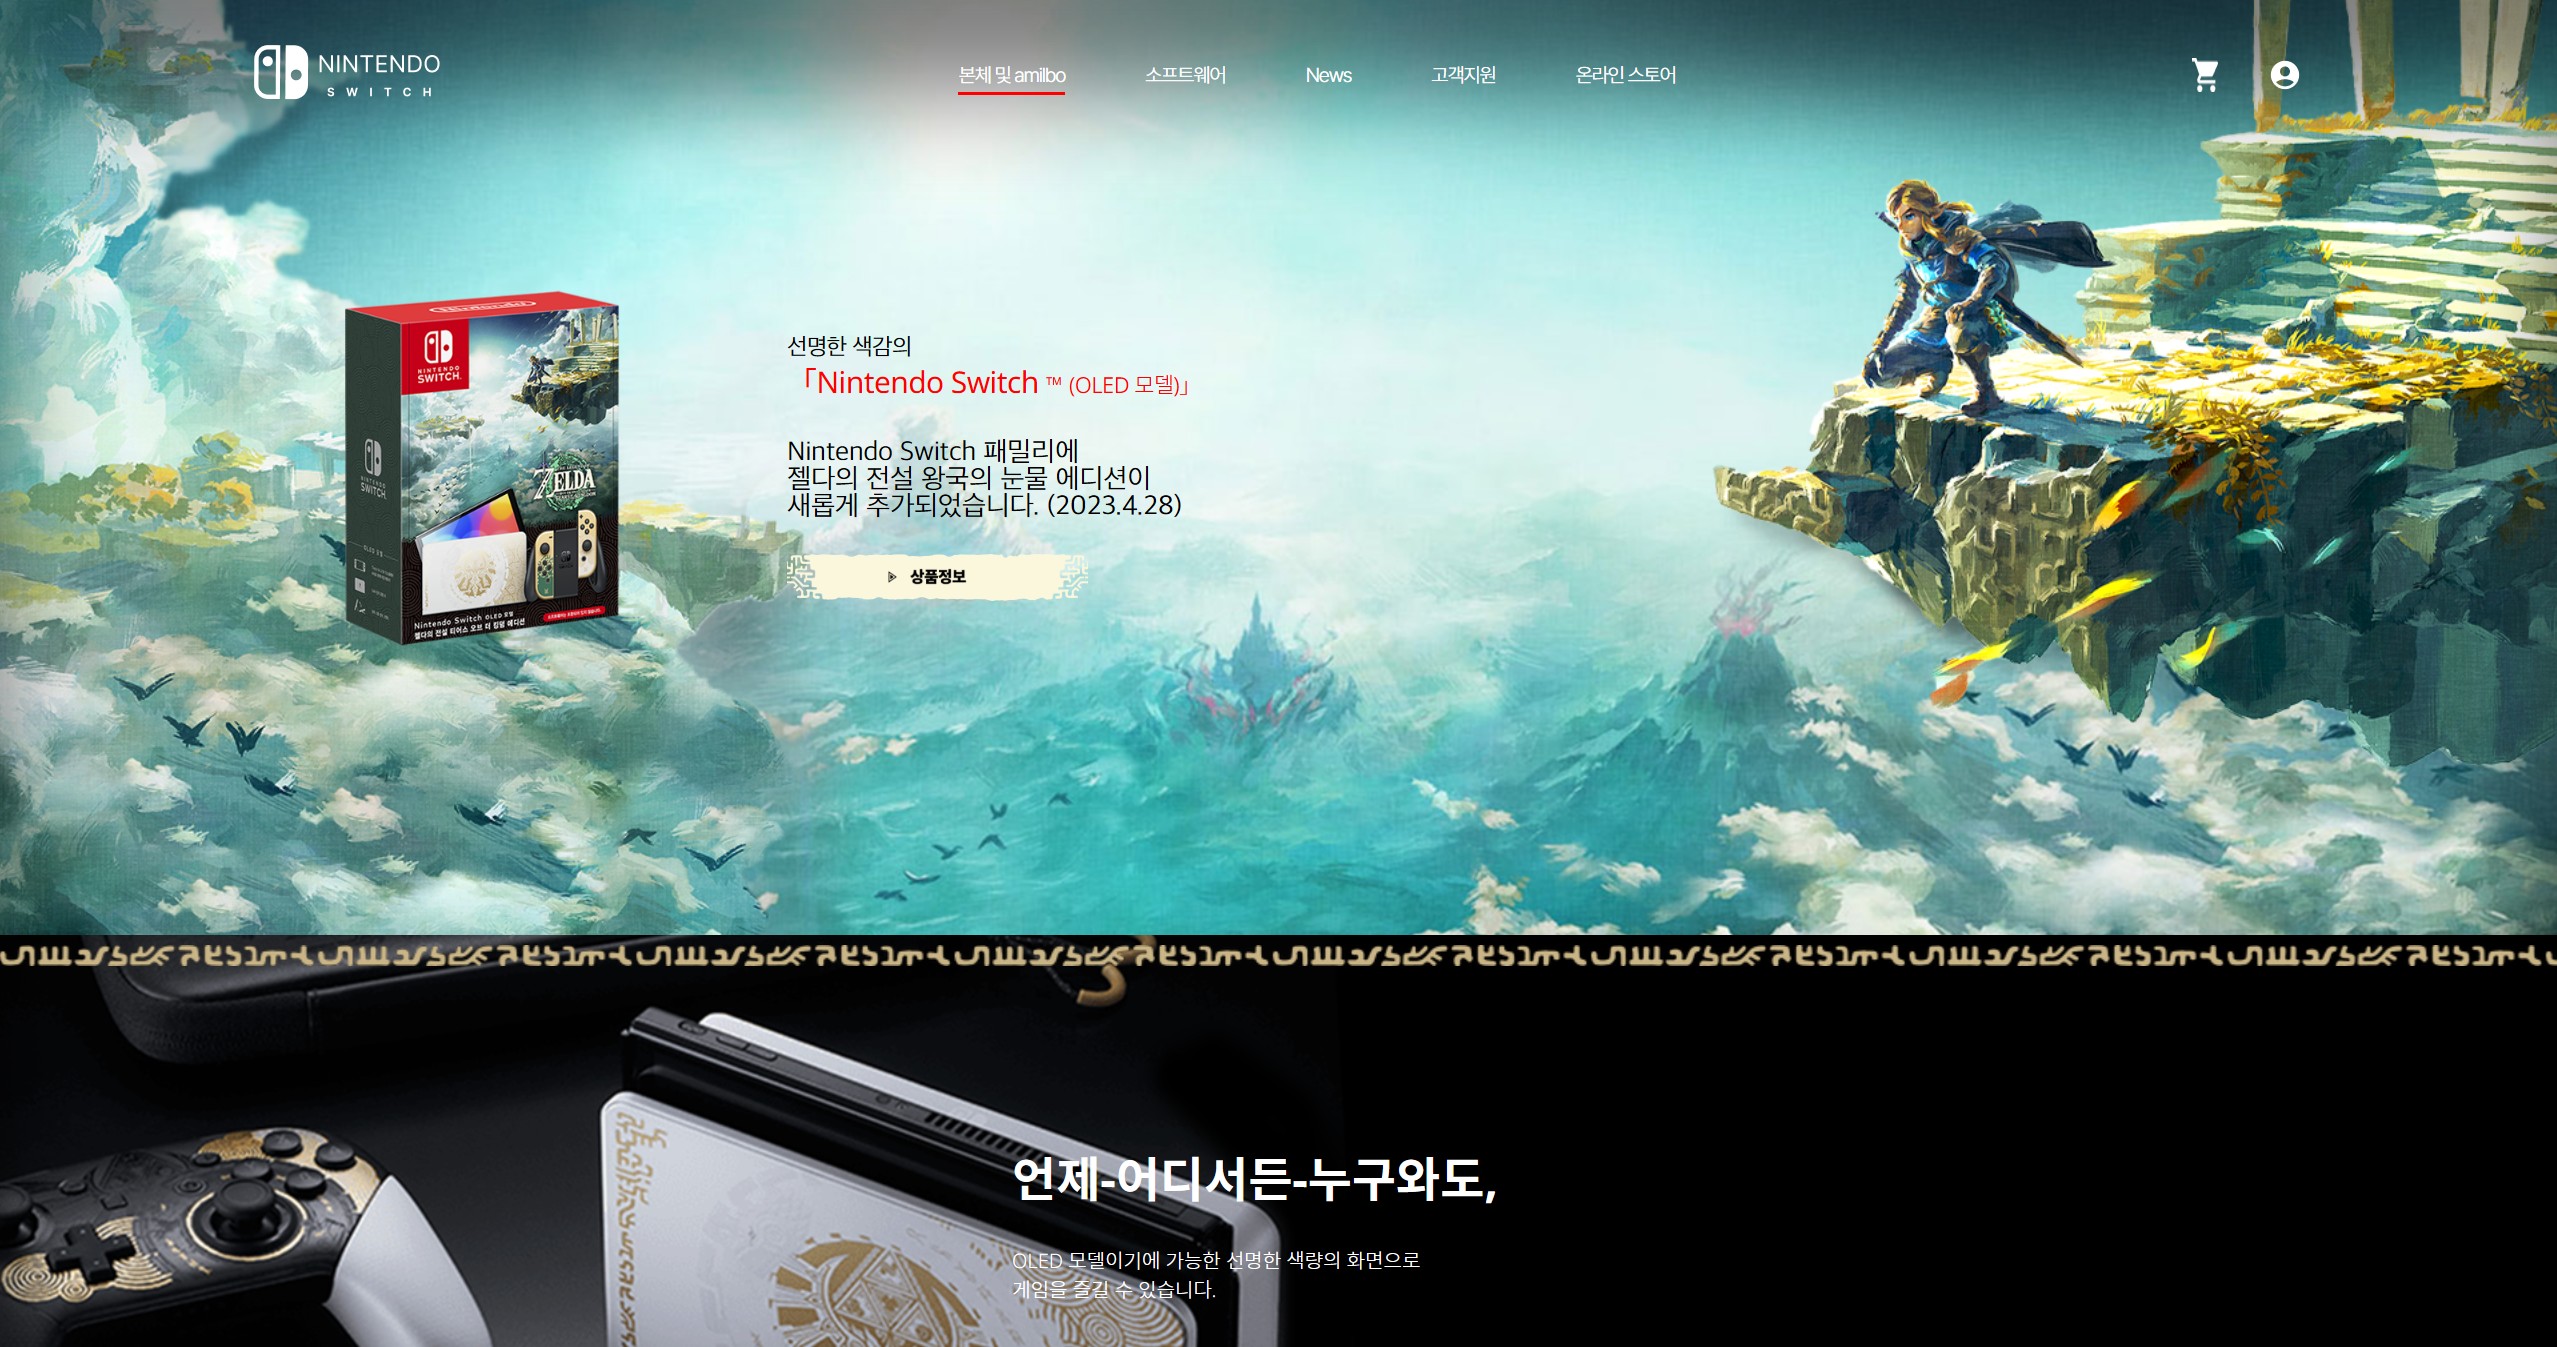 NINTENDO
SWITCH
본체 및 amiibo
소프트웨어
News
고객지원
온라인 스토어
NINTENDO
SWITCH
NINTENDO
SWITCH
ZELDA
Nintendo Switch OLED 모델
젤다의 전설 티어스 오브 더 킹덤 에디션
선명한 색감의
「Nintendo Switch ™ (OLED 모델)」
Nintendo Switch 패밀리에
젤다의 전설 왕국의 눈물 에디션이
새롭게 추가되었습니다. (2023.4.28)
상품정보
언제-어디서든-누구와도,
OLED 모델이기에 가능한 선명한 색량의 화면으로
게임을 즐길 수 있습니다.